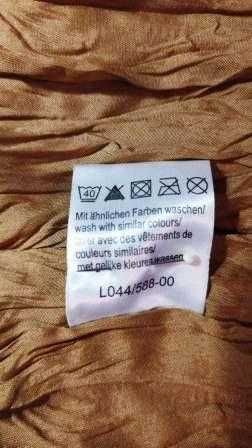 40
Mit ähnlichen Farben waschen/
wash with similar colours/
avec des vêtements de
couleurs similaires/
met gelijke kleuren wassen
L044/588-00